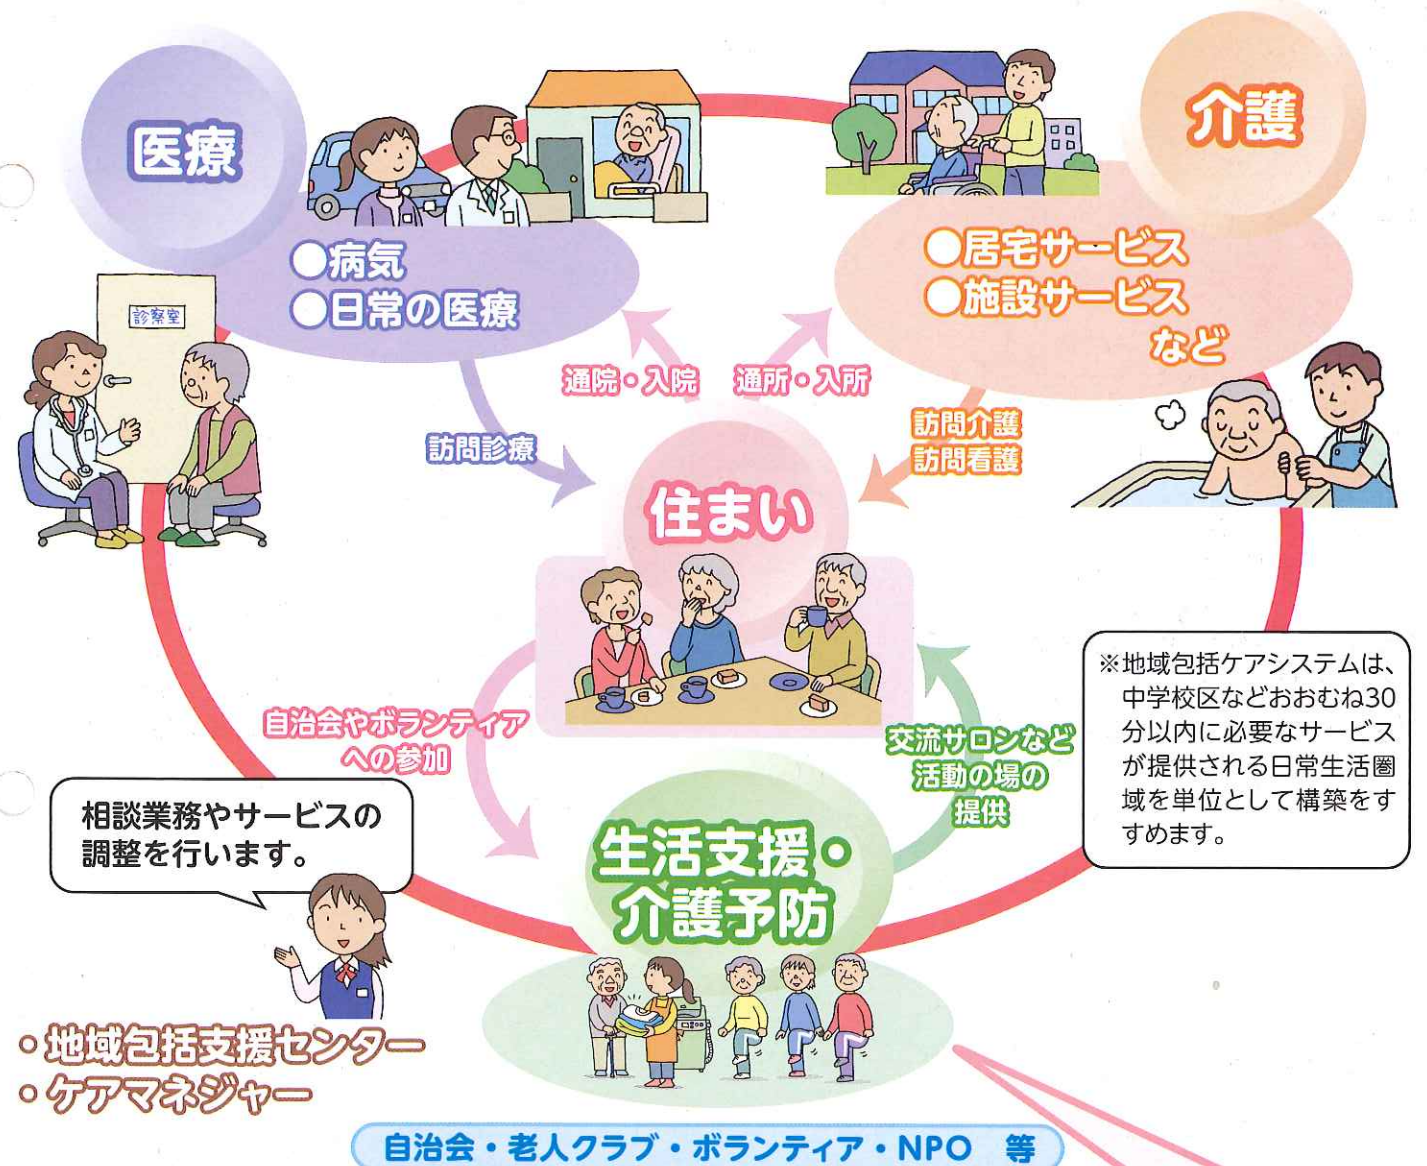 医療
介護
診察室
●病気
●日常の医療
●居宅サービス
●施設サービス
など
通院・入院
通所・入所
訪問診療
訪問介護
訪問看護
住まい
自治会やボランティア
への参加
交流サロンなど
活動の場の
提供
※地域包括ケアシステムは、
中学校区などおおむね30
分以内に必要なサービス
が提供される日常生活圏
域を単位として構築をす
すめます。
相談業務やサービスの
調整を行います。
生活支援・
介護予防
・地域包括支援センター
・ケアマネジャー
自治会・老人クラブ・ボランティア・NPO 等